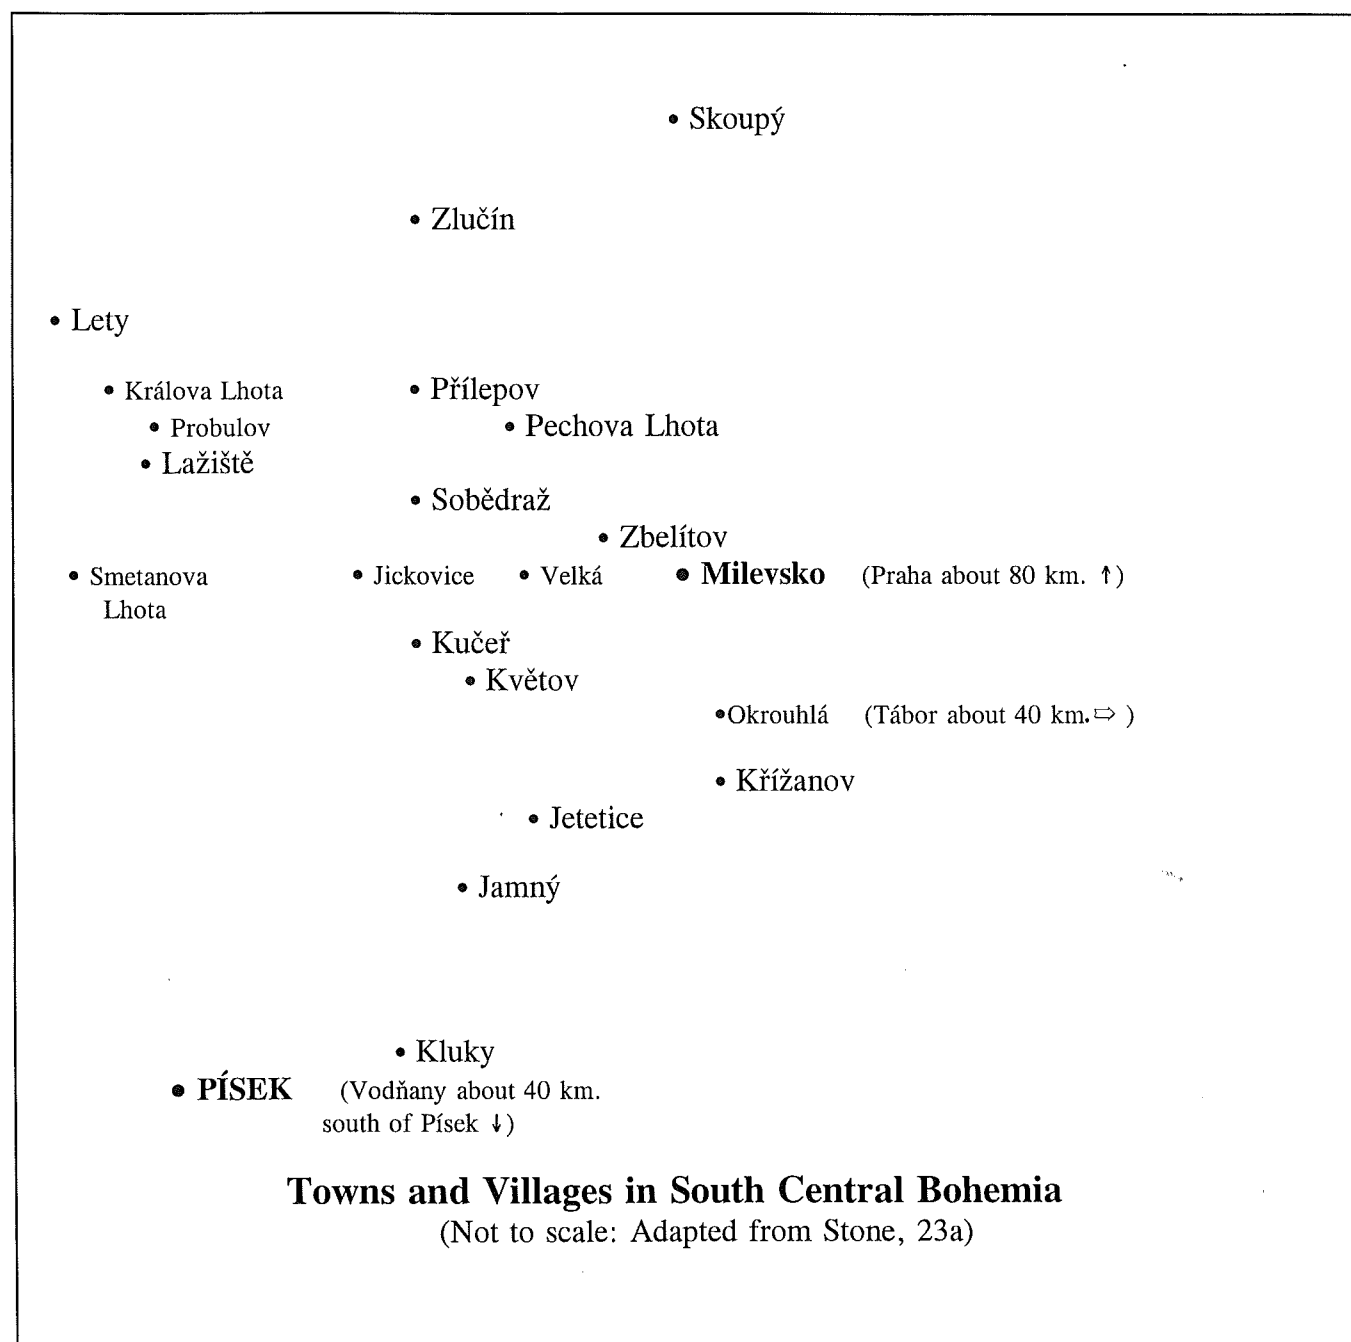 • Skoupý
• Zlučín
• Lety
• Králova Lhota • Přílepov
• Probulov • Pechova Lhota
• Lažiště
• Sobědraž
• Zbelítov
• Smetanova Lhota • Jickovice • Velká • Milevsko (Praha about 80 km. ↑)
• Kučeř
• Květov
•Okrouhlá (Tábor about 40 km.⇨ )
• Křížanov
• Jetetice
• Jamný
• Kluky
• PÍSEK (Vodňany about 40 km.
south of Písek ↓)
Towns and Villages in South Central Bohemia
(Not to scale: Adapted from Stone, 23a)